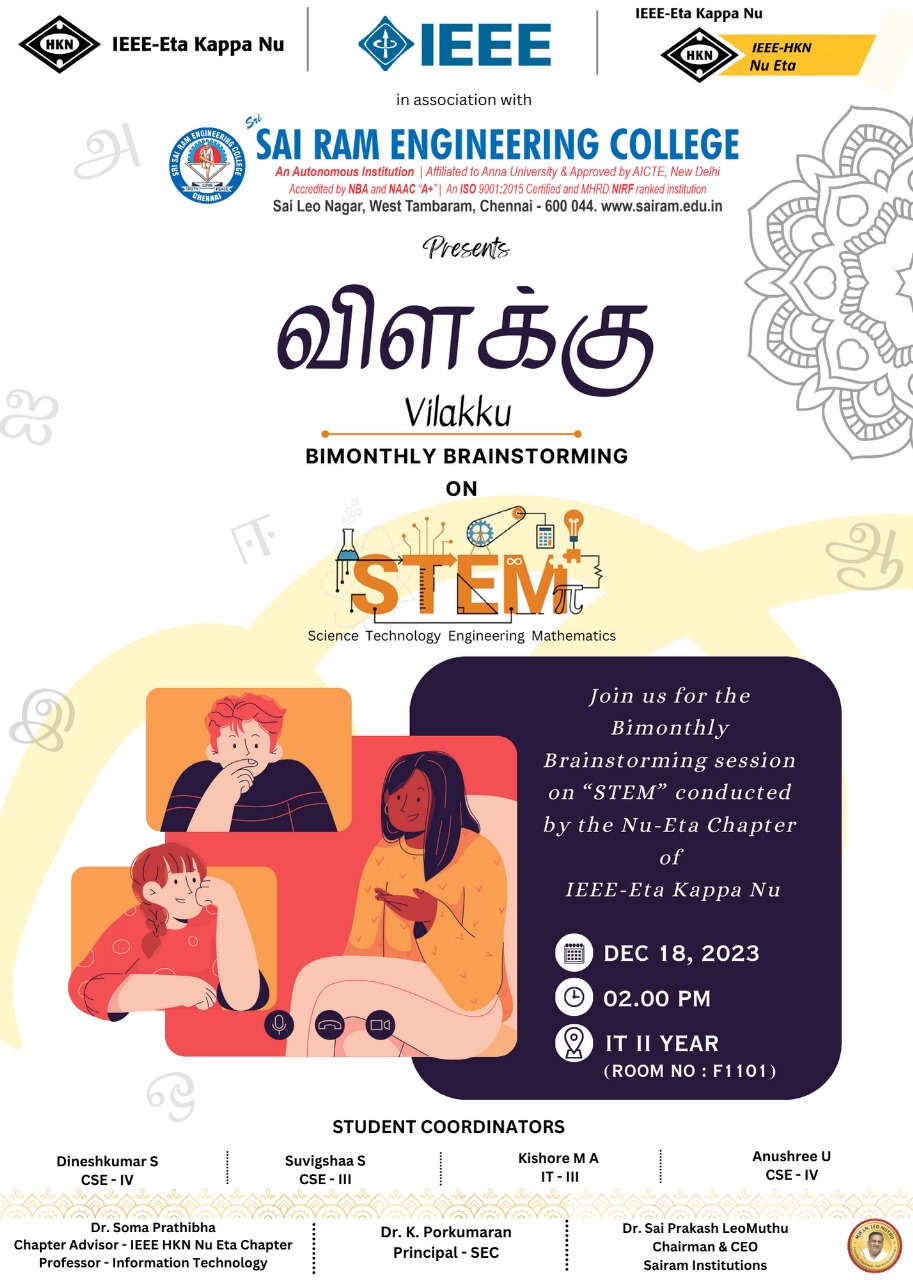 HKN
IEEE-Eta Kappa Nu
IEEE
IEEE-Eta Kappa Nu
HKN
IEEE-HKN
Nu Eta
in association with
SRI SAI RAM ENGINEERING COLLEGE
CHENNAI
Sri
SAI RAM ENGINEERING COLLEGE
An Autonomous Institution | Affiliated to Anna University & Approved by AICTE, New Delhi
Accredited by NBA and NAAC "A+" | An ISO 9001:2015 Certified and MHRD NIRF ranked institution
Sai Leo Nagar, West Tambaram, Chennai - 600 044. www.sairam.edu.in
Presents
அ
விளக்கு
Vilakku
ஐ
BIMONTHLY BRAINSTORMING
ON
ஈ
ஆ
STEM
∞
π
Science Technology Engineering Mathematics
இ
Join us for the
Bimonthly
Brainstorming session
on “STEM” conducted
by the Nu-Eta Chapter
of
IEEE-Eta Kappa Nu
DEC 18, 2023
02.00 PM
IT II YEAR
(ROOM NO : F1101)
ஒ
STUDENT COORDINATORS
Dineshkumar S
CSE - IV
Suvigshaa S
CSE - III
Kishore M A
IT - III
Anushree U
CSE - IV
Dr. Soma Prathibha
Chapter Advisor - IEEE HKN Nu Eta Chapter
Professor - Information Technology
Dr. K. Porkumaran
Principal - SEC
Dr. Sai Prakash LeoMuthu
Chairman & CEO
Sairam Institutions